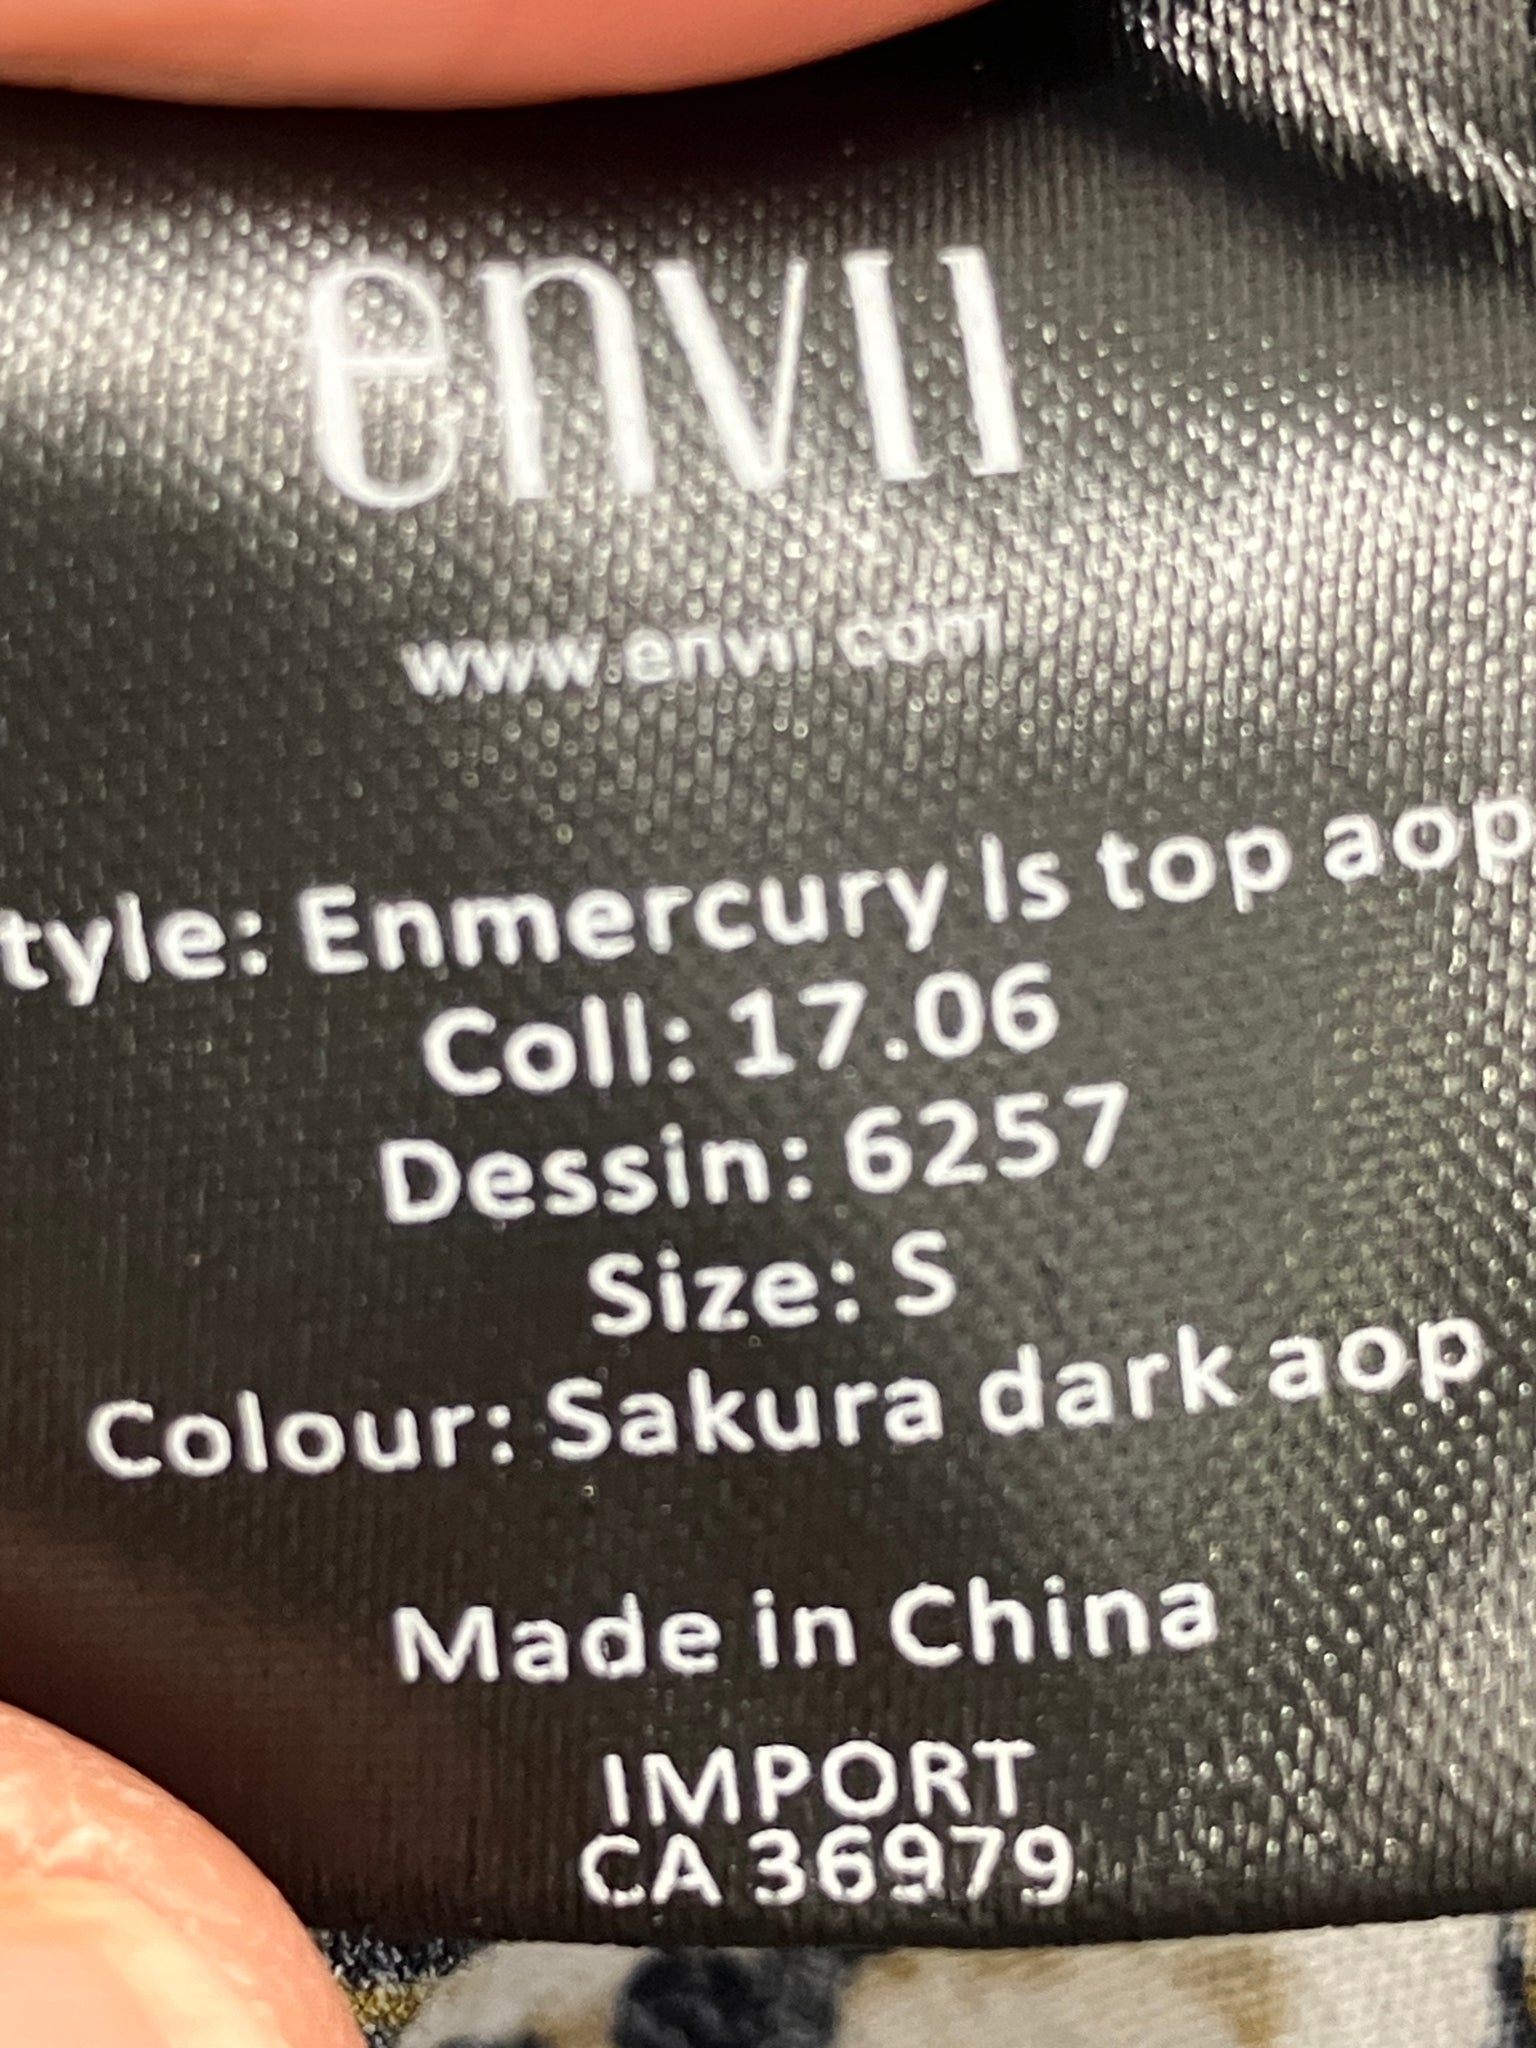 envii
www.envii.com
tyle: Enmercury ls top aop
Coll: 17.06
Dessin: 6257
Size: S
Colour: Sakura dark aop
Made in China
IMPORT
CA 36979